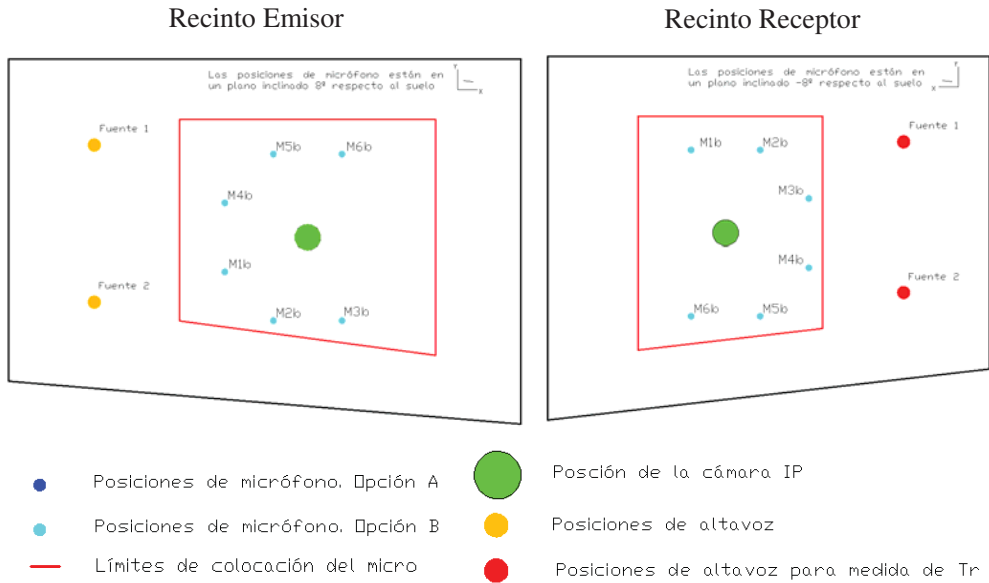 Recinto Emisor
Recinto Receptor
Las posiciones de micrófono están en
un plano inclinado 8º respecto al suelo
Y
X
Fuente 1
M5b
M6b
M4b
M1b
Fuente 2
M2b
M3b
Las posiciones de micrófono están en
un plano inclinado -8º respecto al suelo
Y
X
M1b
M2b
Fuente 1
M3b
M4b
Fuente 2
M6b
M5b
Posiciones de micrófono. Opción A
Posiciones de micrófono. Opción B
Límites de colocación del micro
Posción de la cámara IP
Posiciones de altavoz
Posiciones de altavoz para medida de Tr